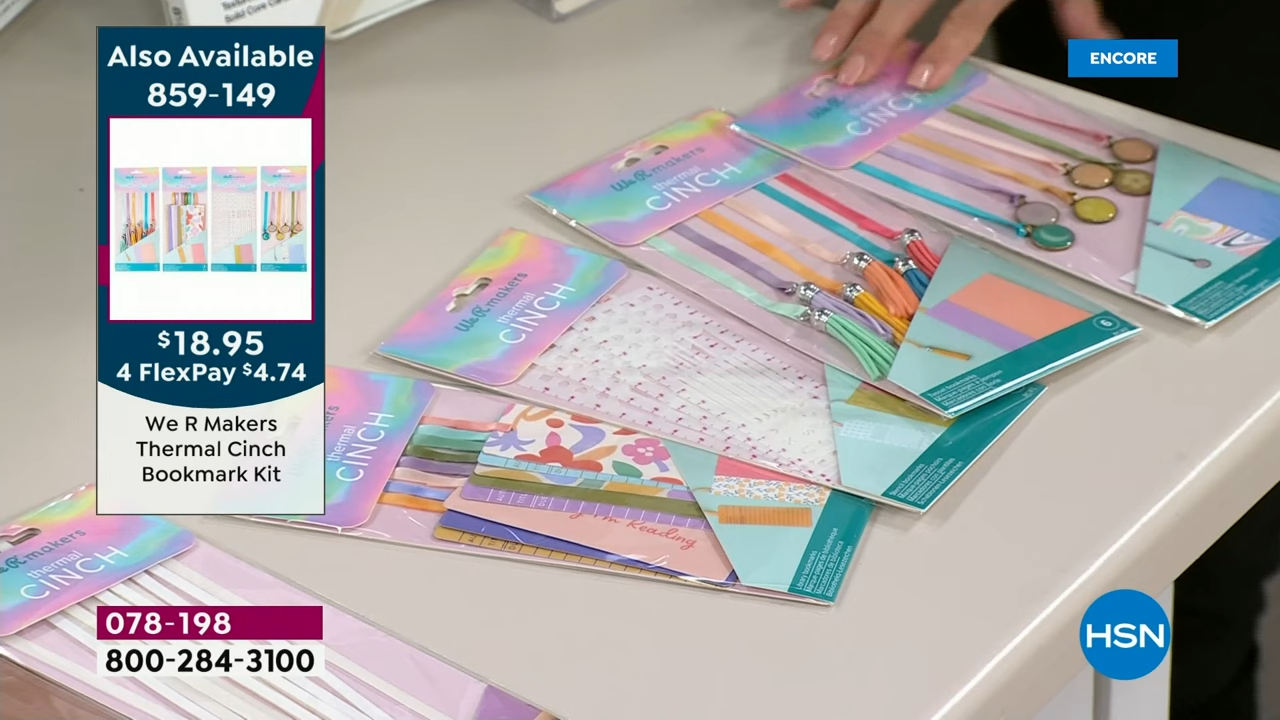 Also Available
859-149
$18.95
4 FlexPay $4.74
We R Makers
Thermal Cinch
Bookmark Kit
078-198
800-284-3100
ENCORE
HSN
We R makers
thermal
CINCH
We R makers
thermal
CINCH
We R makers
thermal
CINCH
thermal
CINCH
makers
thermal
CINCH
I'm Reading
6